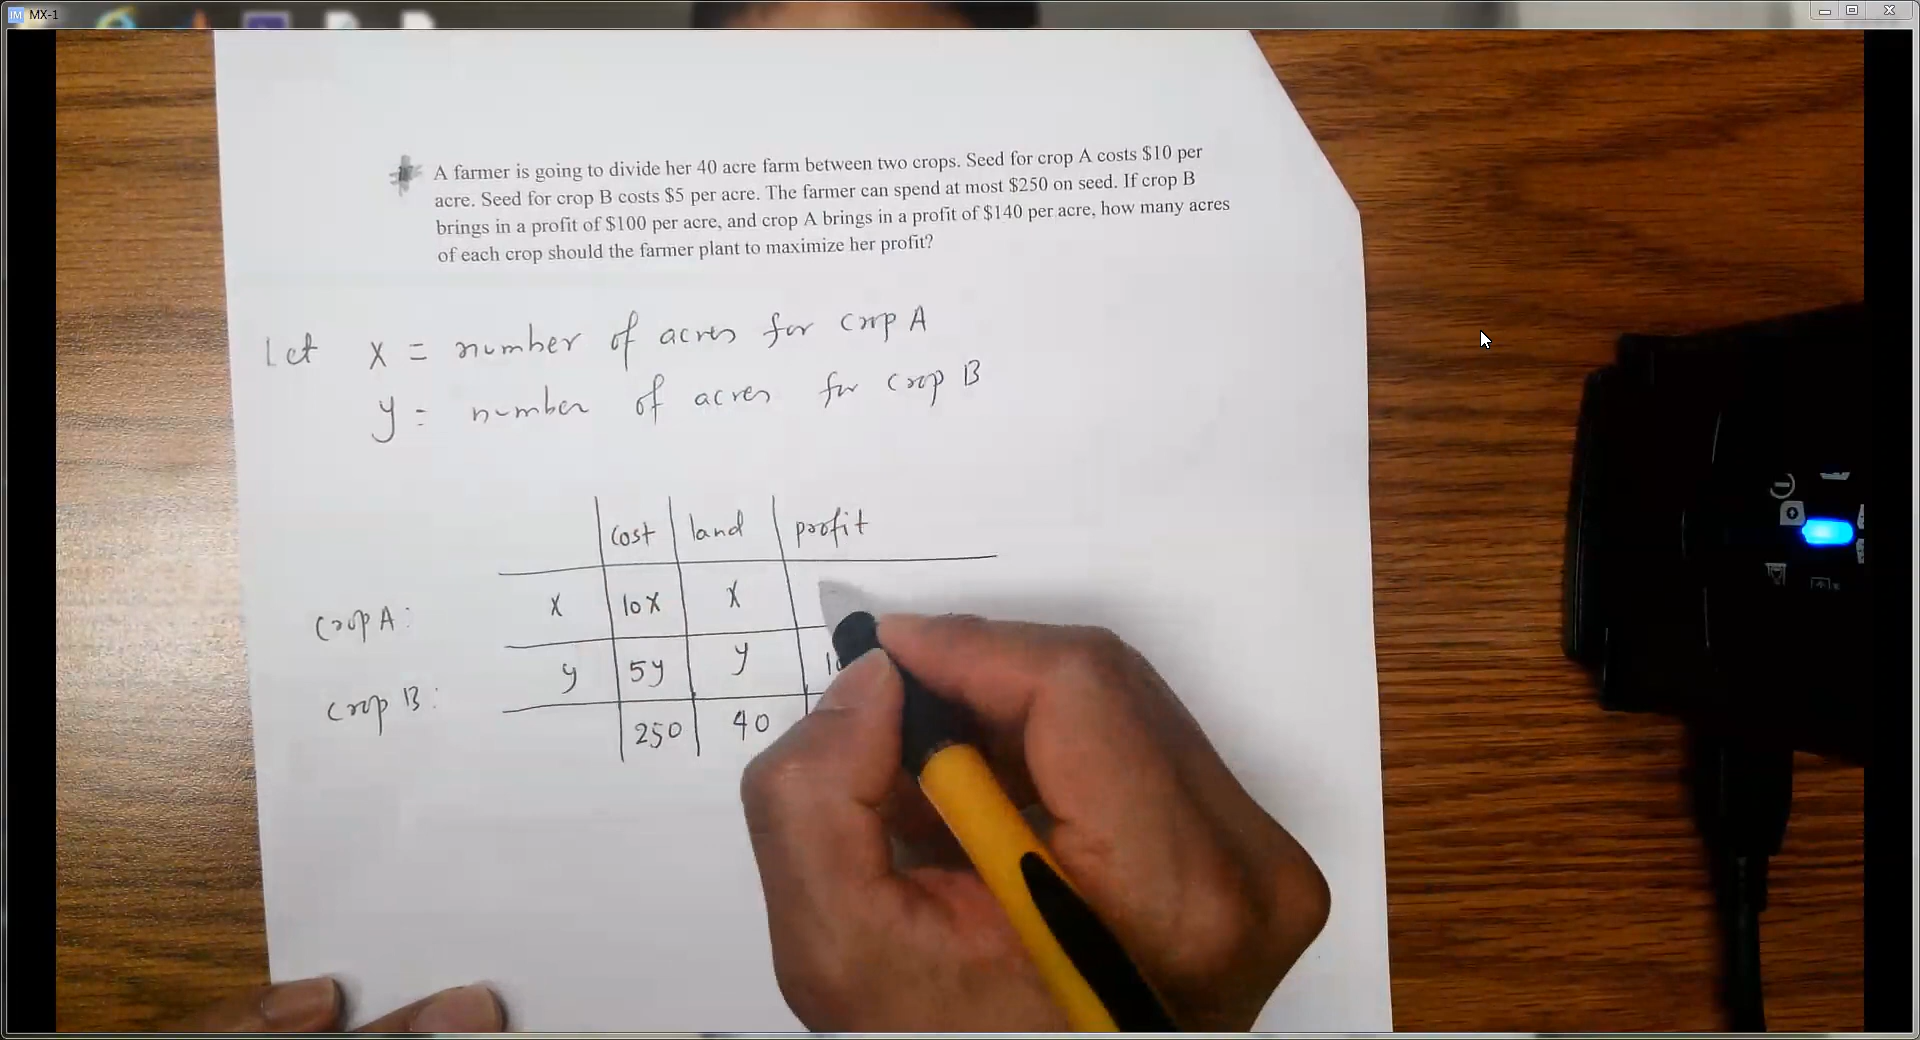 MX-1
A farmer is going to divide her 40 acre farm between two crops. Seed for crop A costs $10 per
acre. Seed for crop B costs $5 per acre. The farmer can spend at most $250 on seed. If crop B
brings in a profit of $100 per acre, and crop A brings in a profit of $140 per acre, how many acres
of each crop should the farmer plant to maximize her profit?
Let x = number of acres for crop A
y = number of acres for crop B
cost land profit
crop A: x 10x x
crop B: y 5y y
250 40